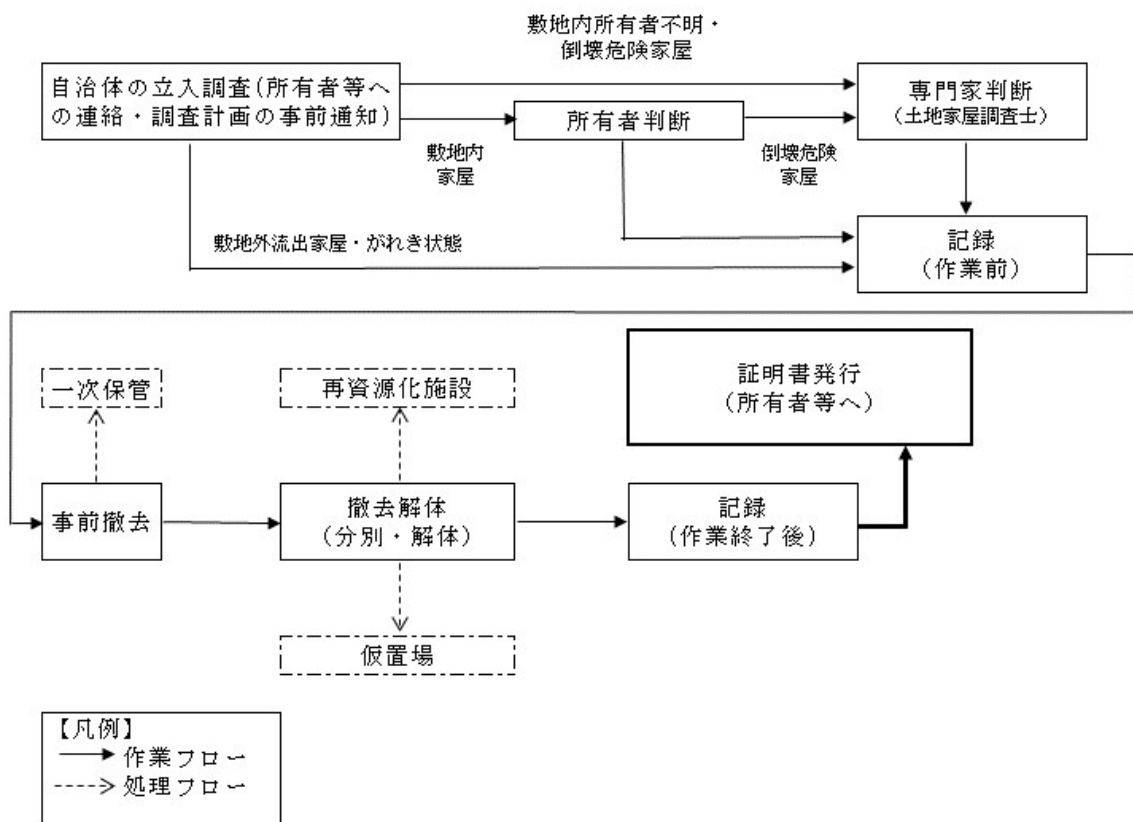 敷地内所有者不明・
倒壊危険家屋
自治体の立入調査(所有者等へ
の連絡・調査計画の事前通知)
専門家判断
(土地家屋調査士)
所有者判断
敷地内
家屋
倒壊危険
家屋
敷地外流出家屋・がれき状態
記録
(作業前)
一次保管
再資源化施設
証明書発行
(所有者等へ)
事前撤去
撤去解体
(分別・解体)
記録
(作業終了後)
仮置場
【凡例】
作業フロー
処理フロー